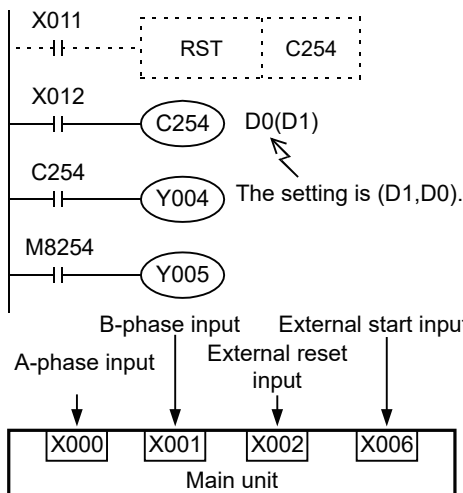 X011
RST C254
X012
C254 D0(D1)
C254
Y004 The setting is (D1,D0).
M8254
Y005
B-phase input External start input
A-phase input External reset
input
X000 X001 X002 X006
Main unit